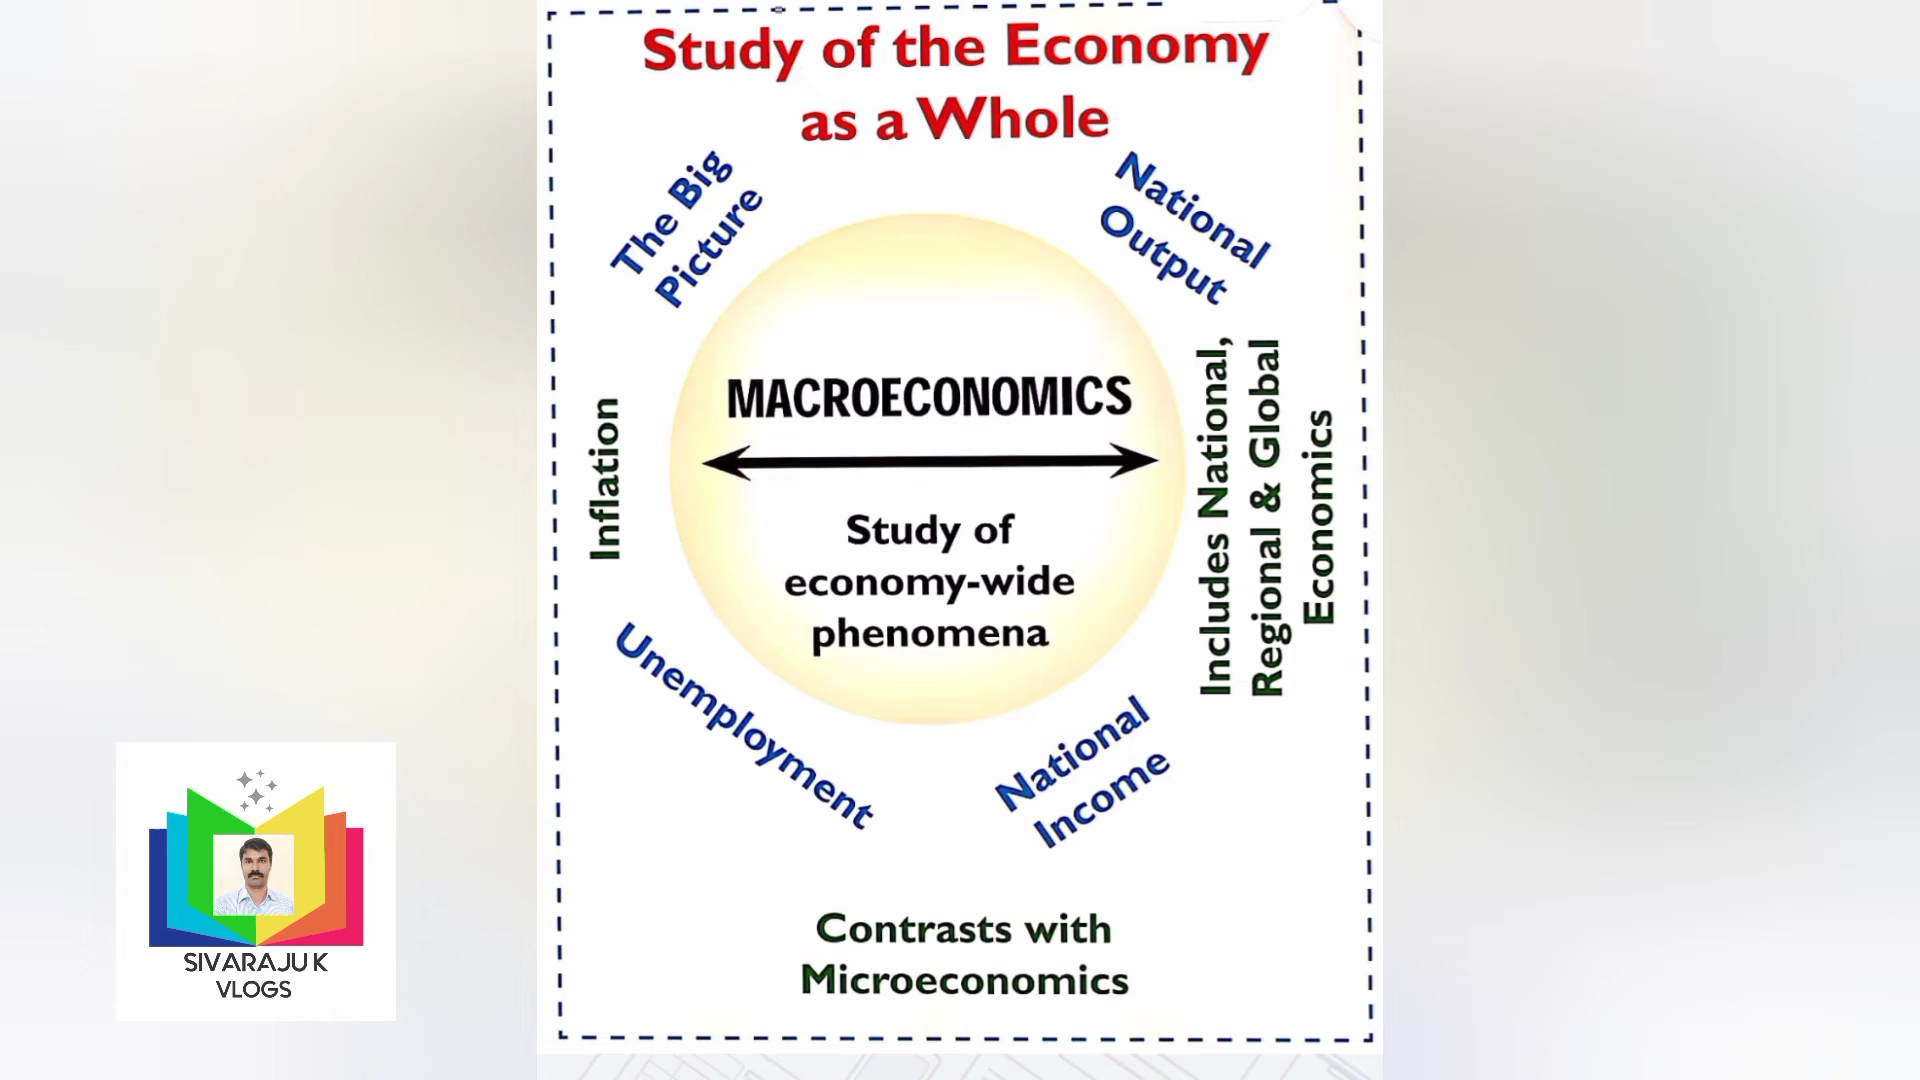 Study of the Economy
as a Whole
The Big
Picture
National
Output
MACROECONOMICS
Study of
economy-wide
phenomena
Inflation
Includes National,
Regional & Global
Economics
Unemployment
National
Income
Contrasts with
Microeconomics
SIVARAJU K
VLOGS